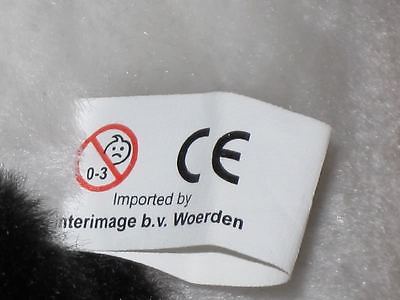 CE
0-3
Imported by
nterimage b.v. Woerden